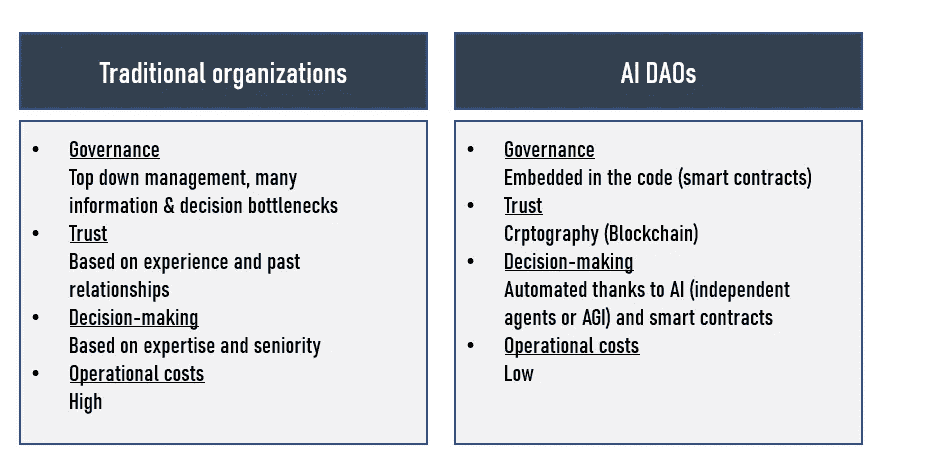 Traditional organizations
• Governance
Top down management, many
information & decision bottlenecks
• Trust
Based on experience and past
relationships
• Decision-making
Based on expertise and seniority
• Operational costs
High
AI DAOs
• Governance
Embedded in the code (smart contracts)
• Trust
Crptography (Blockchain)
• Decision-making
Automated thanks to AI (independent
agents or AGI) and smart contracts
• Operational costs
Low